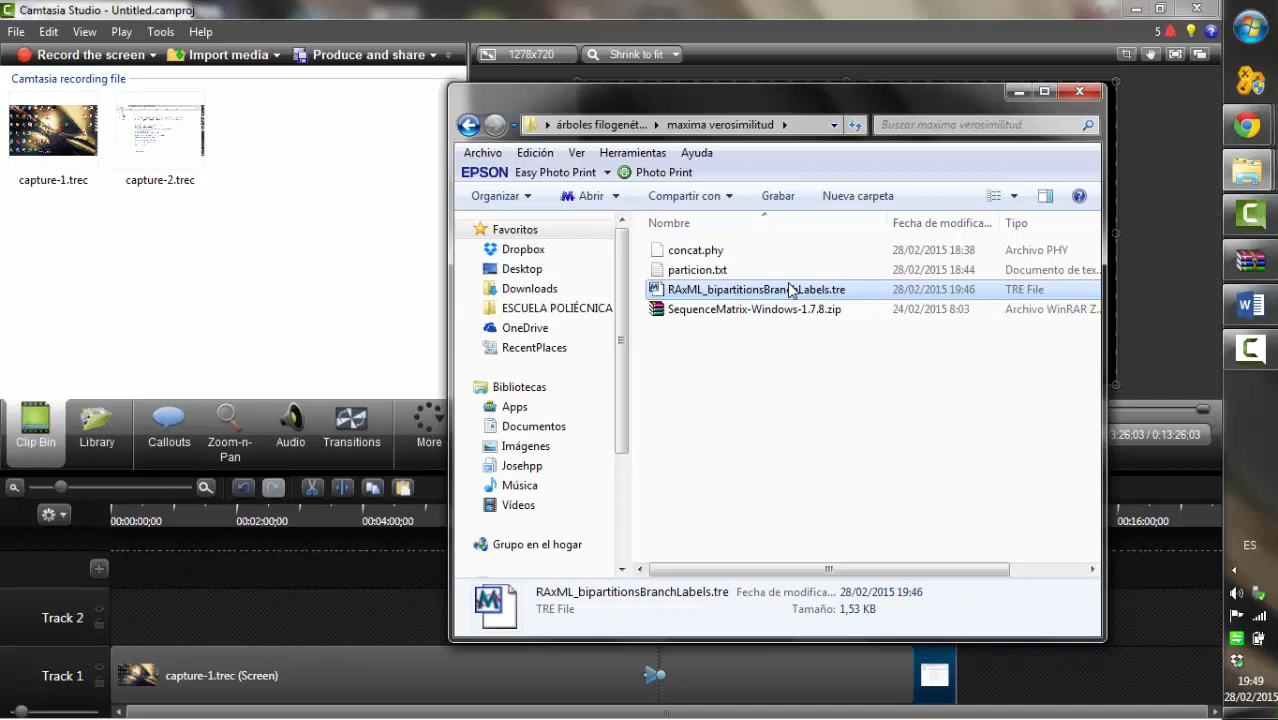 Camtasia Studio - Untitled.camproj
File Edit View Play Tools Help
5
Record the screen Import media Produce and share
1278x720 Shrink to fit
Camtasia recording file
capture-1.trec capture-2.trec
árboles filogenét... maxima verosimilitud Buscar maxima verosimilitud
Archivo Edición Ver Herramientas Ayuda
EPSON Easy Photo Print Photo Print
Organizar Abrir Compartir con Grabar Nueva carpeta
Nombre Fecha de modifica... Tipo
concat.phy 28/02/2015 18:38 Archivo PHY
particion.txt 28/02/2015 18:44 Documento de tex...
RAxML_bipartitionsBranchLabels.tre 28/02/2015 19:46 TRE File
SequenceMatrix-Windows-1.7.8.zip 24/02/2015 8:03 Archivo WinRAR Z...
Favoritos
Dropbox
Desktop
Downloads
ESCUELA POLIÉCNICA
OneDrive
RecentPlaces
Bibliotecas
Apps
Documentos
Imágenes
Josehpp
Música
Vídeos
Grupo en el hogar
RAxML_bipartitionsBranchLabels.tre Fecha de modifica... 28/02/2015 19:46
TRE File Tamaño: 1,53 KB
Clip Bin Library Callouts Zoom-n-Pan Audio Transitions More
3:26;03 / 0:13:26;03
00:00:00;00 00:02:00;00 00:04:00;00 00:16:00;00
Track 2
Track 1 capture-1.trec (Screen)
ES
19:49
28/02/2015